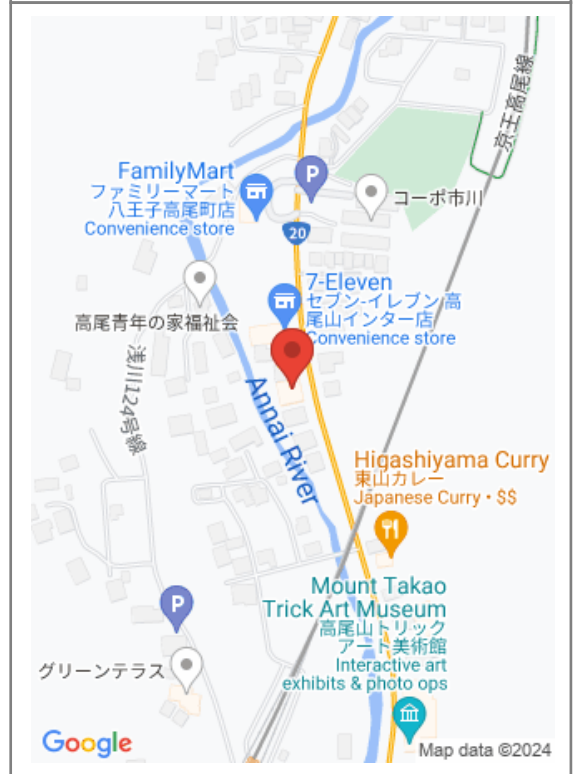 京王高尾線
FamilyMart
ファミリーマート
八王子高尾町店
Convenience store
P
コーポ市川
20
7-Eleven
セブン-イレブン 高
尾山インター店
Convenience store
高尾青年の家福祉会
浅川124号線
Annai River
Higashiyama Curry
東山カレー
Japanese Curry • $$
Mount Takao
Trick Art Museum
高尾山トリック
アート美術館
Interactive art
exhibits & photo ops
P
グリーンテラス
Google
Map data ©2024